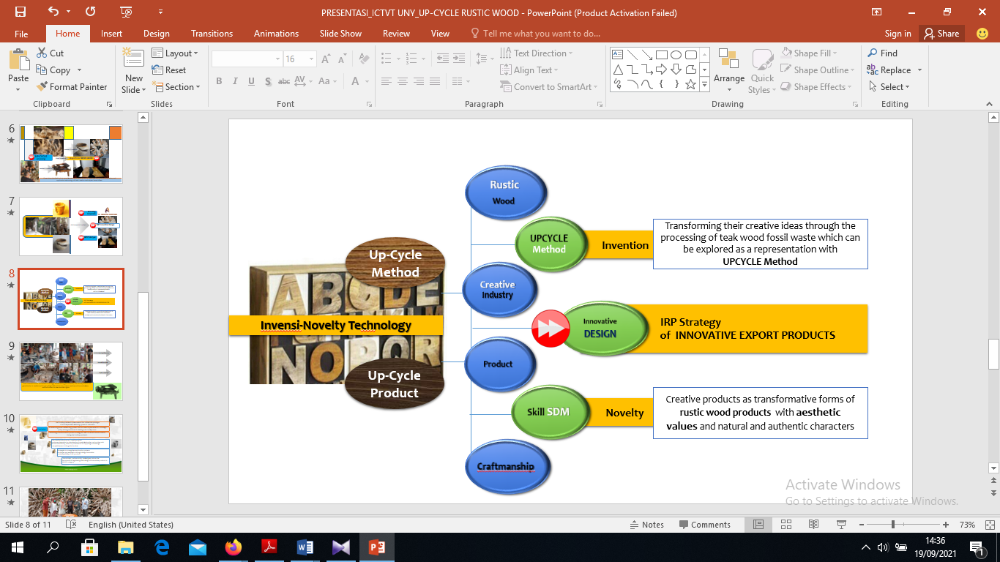 PRESENTASI_ICTVT UNY_UP-CYCLE RUSTIC WOOD - PowerPoint (Product Activation Failed)
File Home Insert Design Transitions Animations Slide Show Review View Tell me what you want to do... Sign in Share
Paste
Cut
Copy
Format Painter
Clipboard
New
Slide
Layout
Reset
Section
Slides
16
B I U S abc AV Aa A
Font
Text Direction
Align Text
Convert to SmartArt
Paragraph
Arrange
Quick
Styles
Shape Fill
Shape Outline
Shape Effects
Drawing
Find
Replace
Select
Editing
6
7
8
9
10
11
Up-Cycle
Method
Invensi-Novelty Technology
Up-Cycle
Product
Rustic
Wood
UPCYCLE
Method
Invention
Transforming their creative ideas through the
processing of teak wood fossil waste which can
be explored as a representation with
UPCYCLE Method
Creative
Industry
Innovative
DESIGN
IRP Strategy
of INNOVATIVE EXPORT PRODUCTS
Product
Skill SDM
Novelty
Creative products as transformative forms of
rustic wood products with aesthetic
values and natural and authentic characters
Craftmanship
Activate Windows
Go to Settings to activate Windows.
Slide 8 of 11 English (United States) Notes Comments 73%
14:36
19/09/2021
1